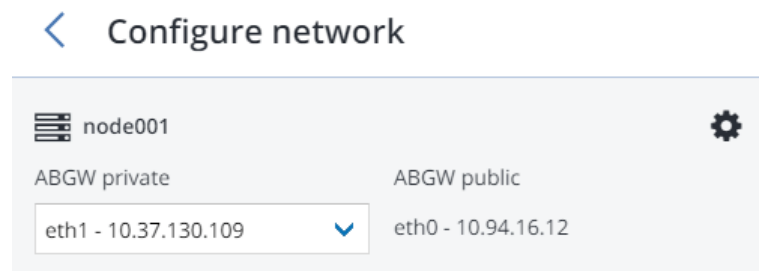 Configure network
node001
ABGW private
ABGW public
eth1 - 10.37.130.109
eth0 - 10.94.16.12